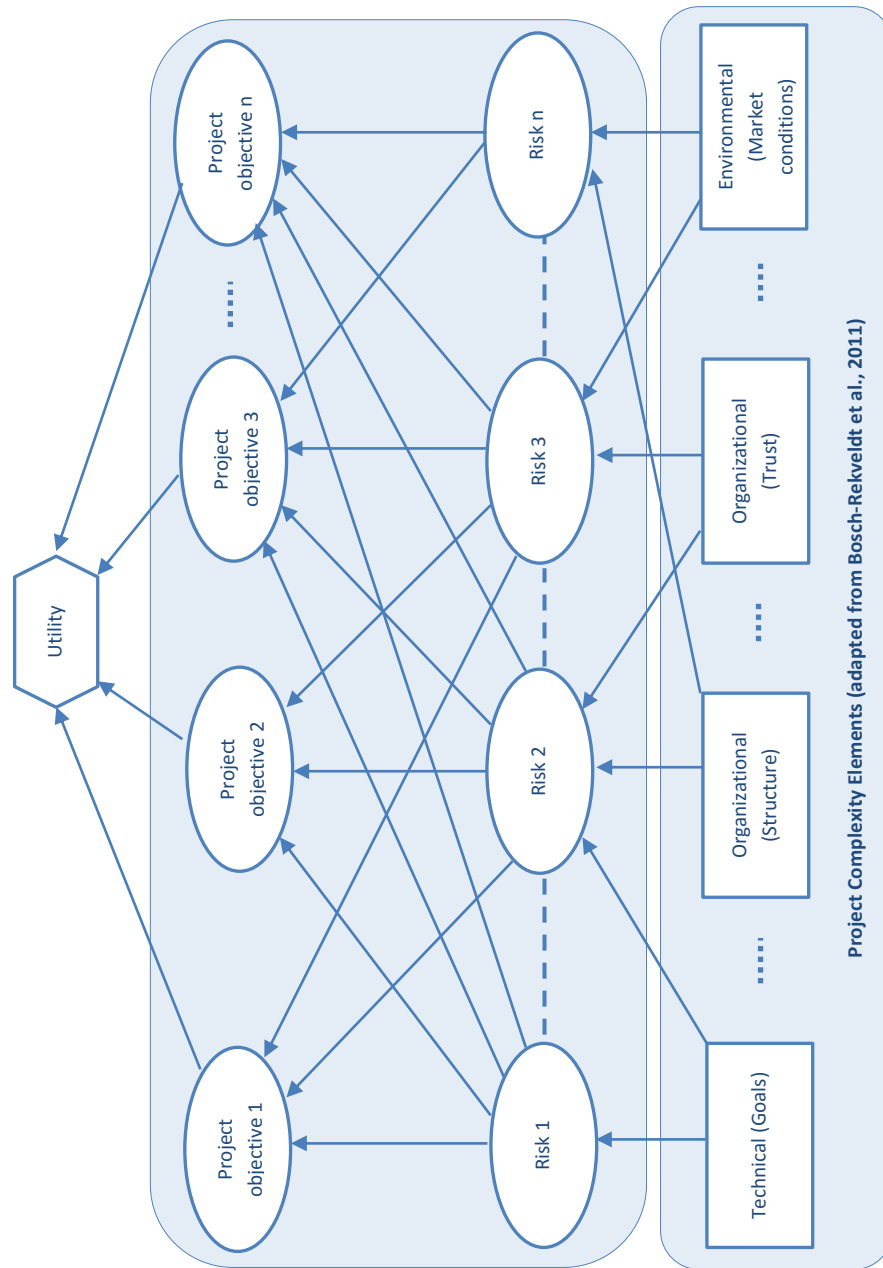 Utility
Project
objective 1
Project
objective 2
Project
objective 3
Project
objective n
Risk 1
Risk 2
Risk 3
Risk n
Technical (Goals)
Organizational
(Structure)
Organizational
(Trust)
Environmental
(Market
conditions)
Project Complexity Elements (adapted from Bosch-Rekveldt et al., 2011)